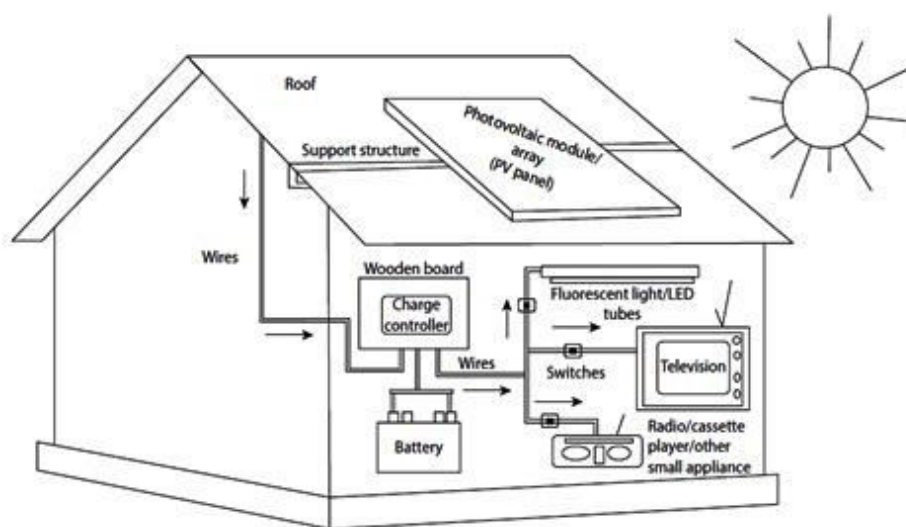 Roof
Photovoltaic module/
array
(PV panel)
Support structure
Wires
Wooden board
Charge
controller
Fluorescent light/LED
tubes
Wires
Switches
Television
Battery
Radio/cassette
player/other
small appliance